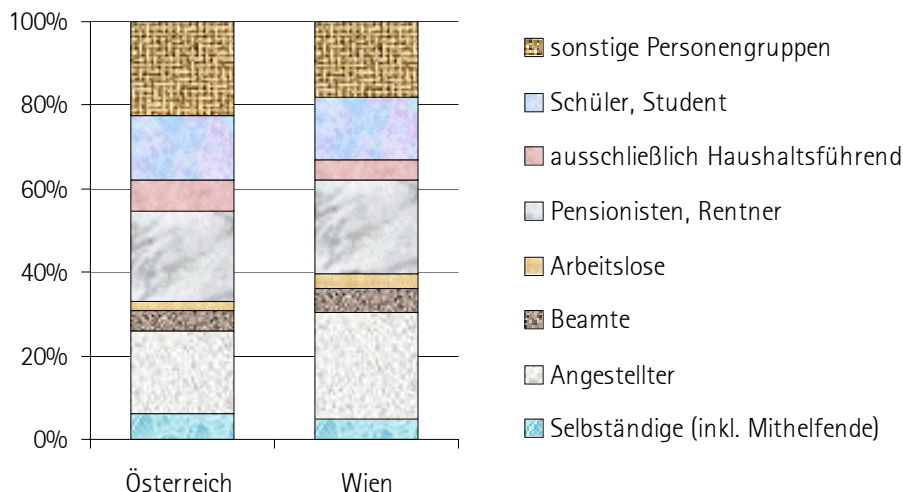 100%
80%
60%
40%
20%
0%
Österreich
Wien
sonstige Personengruppen
Schüler, Student
ausschließlich Haushaltsführend
Pensionisten, Rentner
Arbeitslose
Beamte
Angestellter
Selbständige (inkl. Mithelfende)